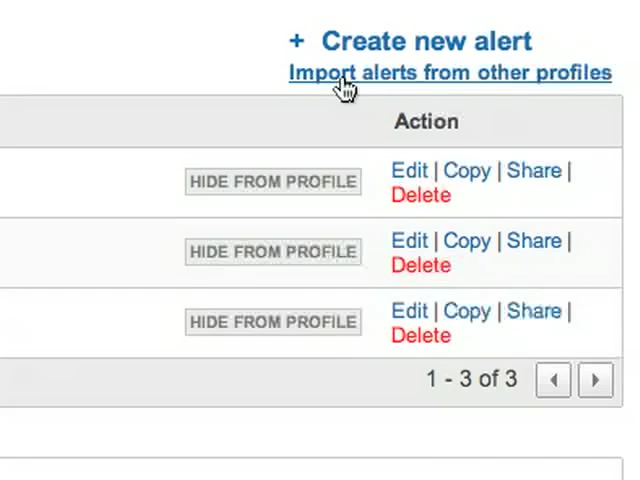 + Create new alert
Import alerts from other profiles
Action
HIDE FROM PROFILE Edit | Copy | Share |
Delete
HIDE FROM PROFILE Edit | Copy | Share |
Delete
HIDE FROM PROFILE Edit | Copy | Share |
Delete
1 - 3 of 3